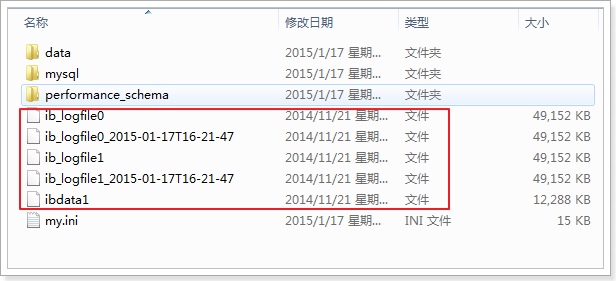 名称 修改日期 类型 大小
data 2015/1/17 星期... 文件夹
mysql 2015/1/17 星期... 文件夹
performance_schema 2015/1/17 星期... 文件夹
ib_logfile0 2014/11/21 星期... 文件 49,152 KB
ib_logfile0_2015-01-17T16-21-47 2014/11/21 星期... 文件 49,152 KB
ib_logfile1 2014/11/21 星期... 文件 49,152 KB
ib_logfile1_2015-01-17T16-21-47 2014/11/21 星期... 文件 49,152 KB
ibdata1 2014/11/21 星期... 文件 12,288 KB
my.ini 2015/1/17 星期... INI 文件 15 KB